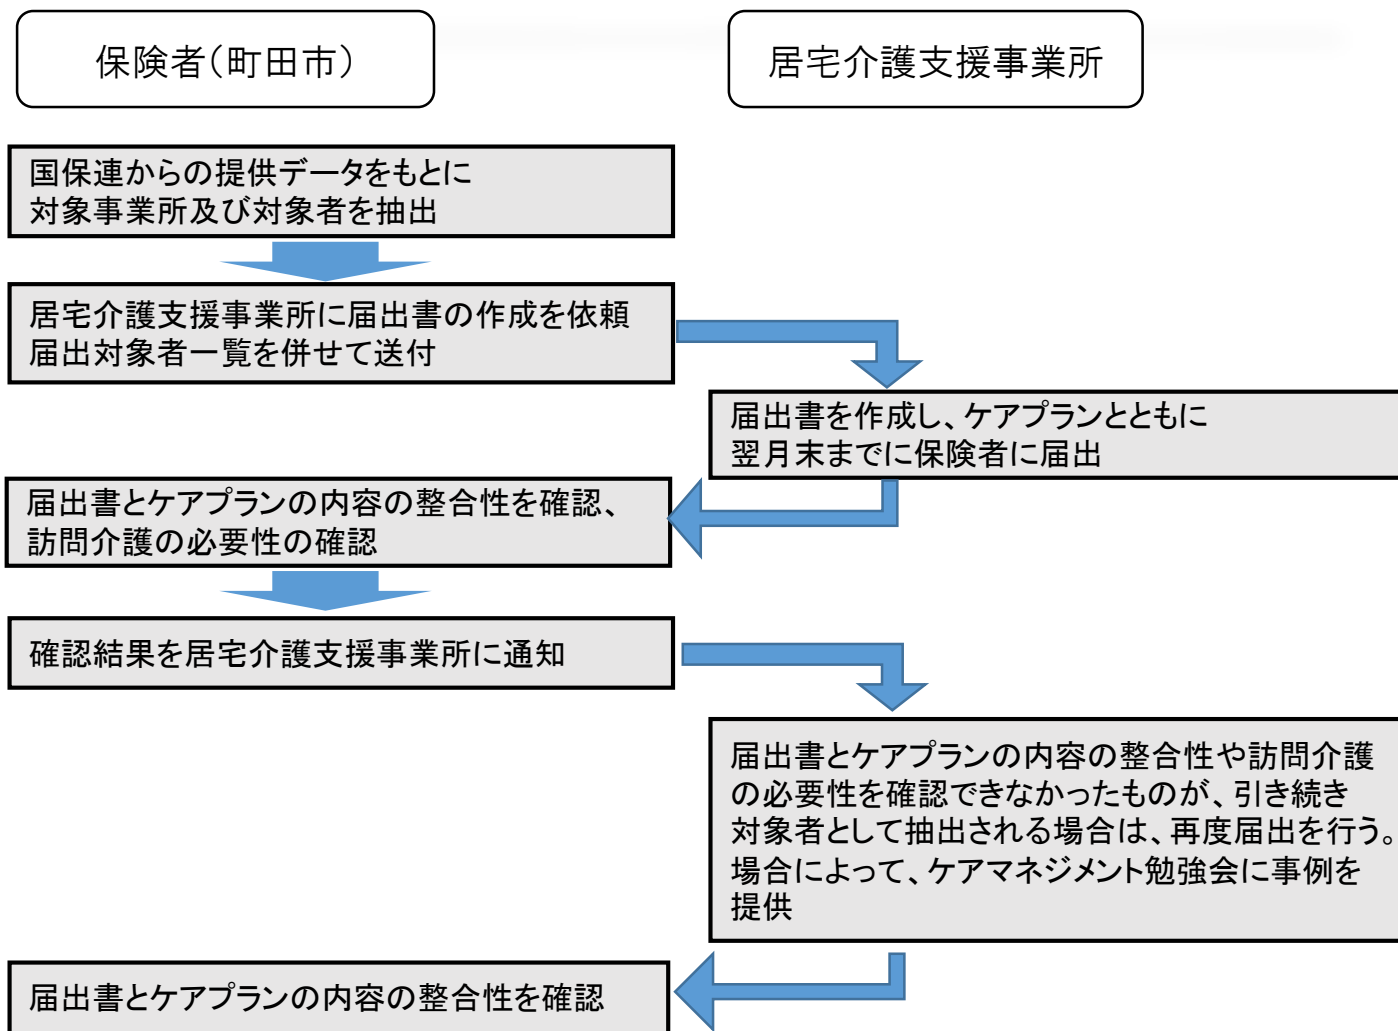 保険者(町田市)
居宅介護支援事業所
国保連からの提供データをもとに
対象事業所及び対象者を抽出
居宅介護支援事業所に届出書の作成を依頼
届出対象者一覧を併せて送付
届出書を作成し、ケアプランとともに
翌月末までに保険者に届出
届出書とケアプランの内容の整合性を確認、
訪問介護の必要性の確認
確認結果を居宅介護支援事業所に通知
届出書とケアプランの内容の整合性や訪問介護
の必要性を確認できなかったものが、引き続き
対象者として抽出される場合は、再度届出を行う。
場合によって、ケアマネジメント勉強会に事例を
提供
届出書とケアプランの内容の整合性を確認